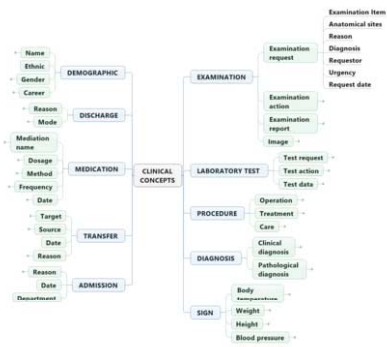 CLINICAL
CONCEPTS
DEMOGRAPHIC
Name
Ethnic
Gender
Career
DISCHARGE
Reason
Mode
MEDICATION
Mediation
name
Dosage
Method
Frequency
Date
TRANSFER
Target
Source
Date
Reason
ADMISSION
Reason
Date
Department
EXAMINATION
Examination
request
Examination Item
Anatomical sites
Reason
Diagnosis
Requestor
Urgency
Request date
Examination
action
Examination
report
Image
LABORATORY TEST
Test request
Test action
Test data
PROCEDURE
Operation
Treatment
Care
DIAGNOSIS
Clinical
diagnosis
Pathological
diagnosis
SIGN
Body
temperature
Weight
Height
Blood pressure